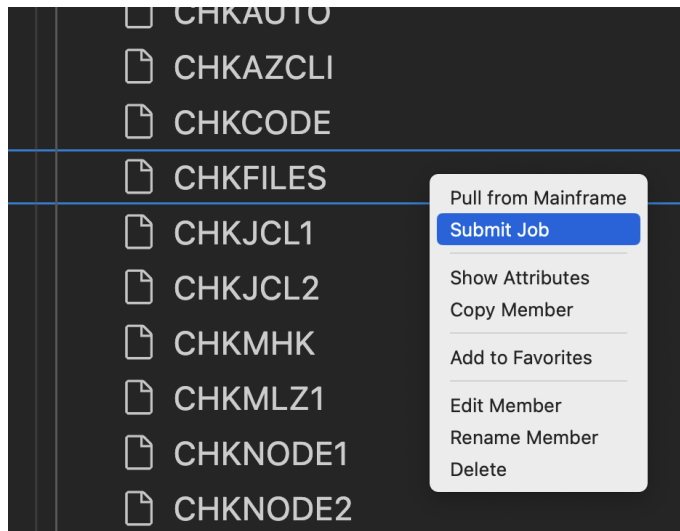 CHKAUTO
CHKAZCLI
CHKCODE
CHKFILES
CHKJCL1
CHKJCL2
CHKMHK
CHKMLZ1
CHKNODE1
CHKNODE2
Pull from Mainframe
Submit Job
Show Attributes
Copy Member
Add to Favorites
Edit Member
Rename Member
Delete